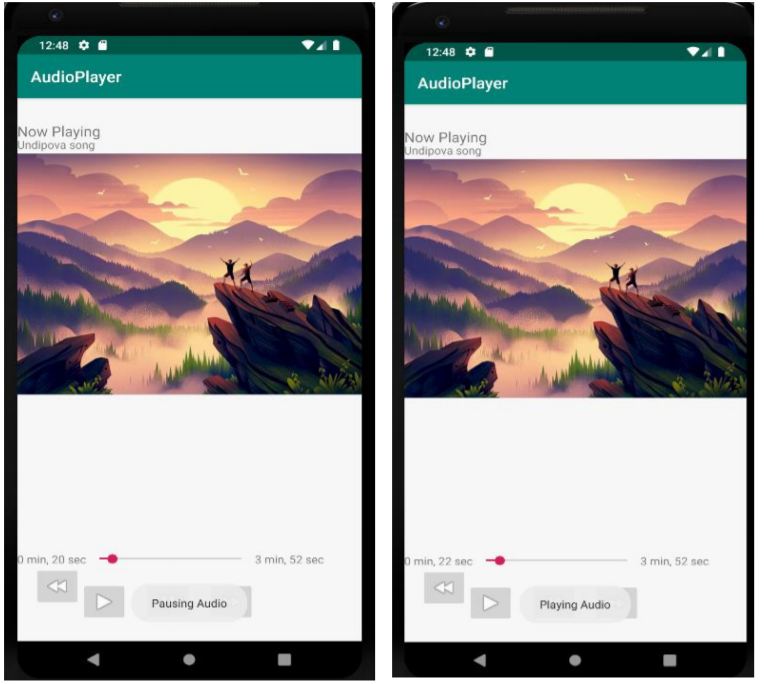 12:48
AudioPlayer
Now Playing
Undipova song
0 min, 20 sec
3 min, 52 sec
Pausing Audio
12:48
AudioPlayer
Now Playing
Undipova song
0 min, 22 sec
3 min, 52 sec
Playing Audio